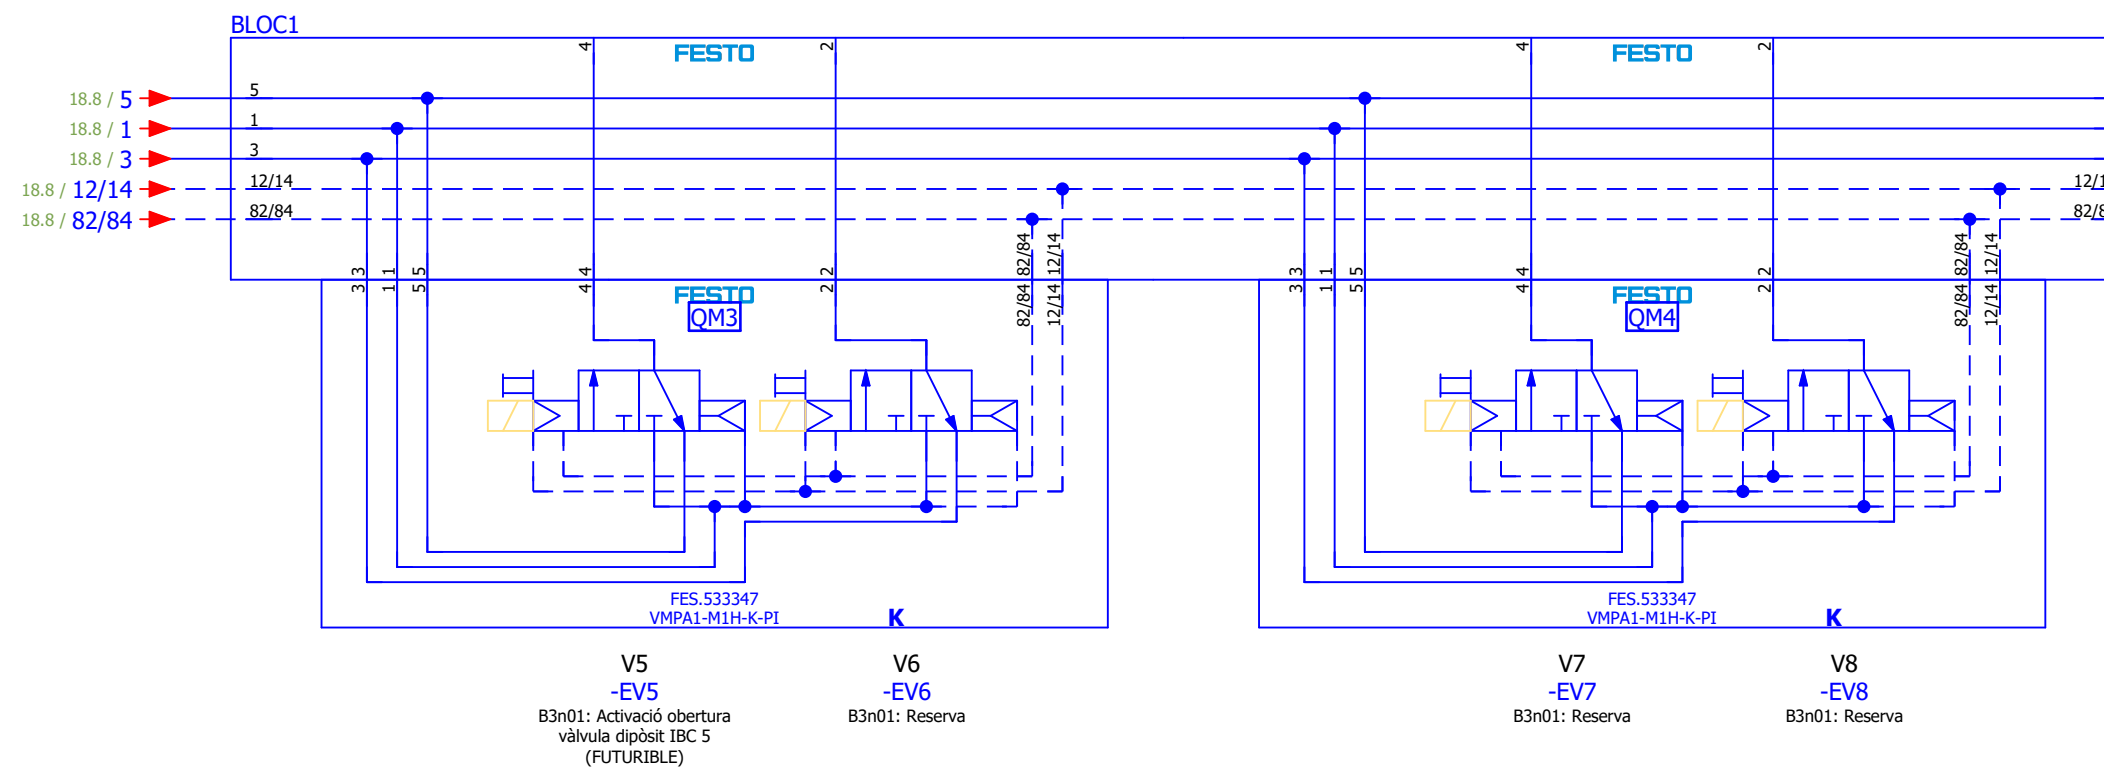 BLOC1
4
FESTO
2
4
FESTO
2
18.8 / 5
5
18.8 / 1
1
18.8 / 3
3
18.8 / 12/14
12/14
12/1
18.8 / 82/84
82/84
82/8
3 3
1 1
5 5
4 4
2 2
82/84 82/84
12/14 12/14
3 3
1 1
5 5
4 4
2 2
82/84 82/84
12/14 12/14
FESTO
QM3
FESTO
QM4
FES.533347
VMPA1-M1H-K-PI
K
FES.533347
VMPA1-M1H-K-PI
K
V5
-EV5
B3n01: Activació obertura
vàlvula dipòsit IBC 5
(FUTURIBLE)
V6
-EV6
B3n01: Reserva
V7
-EV7
B3n01: Reserva
V8
-EV8
B3n01: Reserva